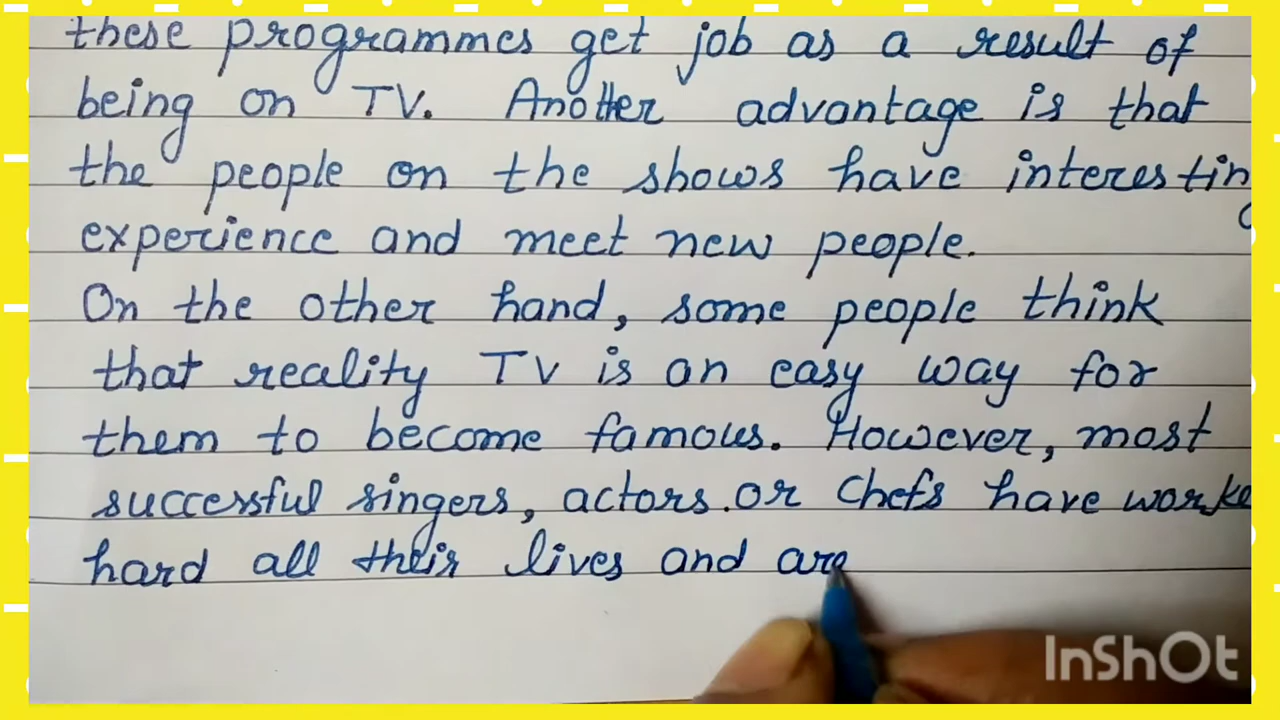 these programmes get job as a result of
being on TV. Another advantage is that
the people on the shows have interesting
experience and meet new people.
On the other hand, some people think
that reality TV is an easy way for
them to become famous. However, most
successful singers, actors.or chefs have worke
hard all their lives and are
InShOt